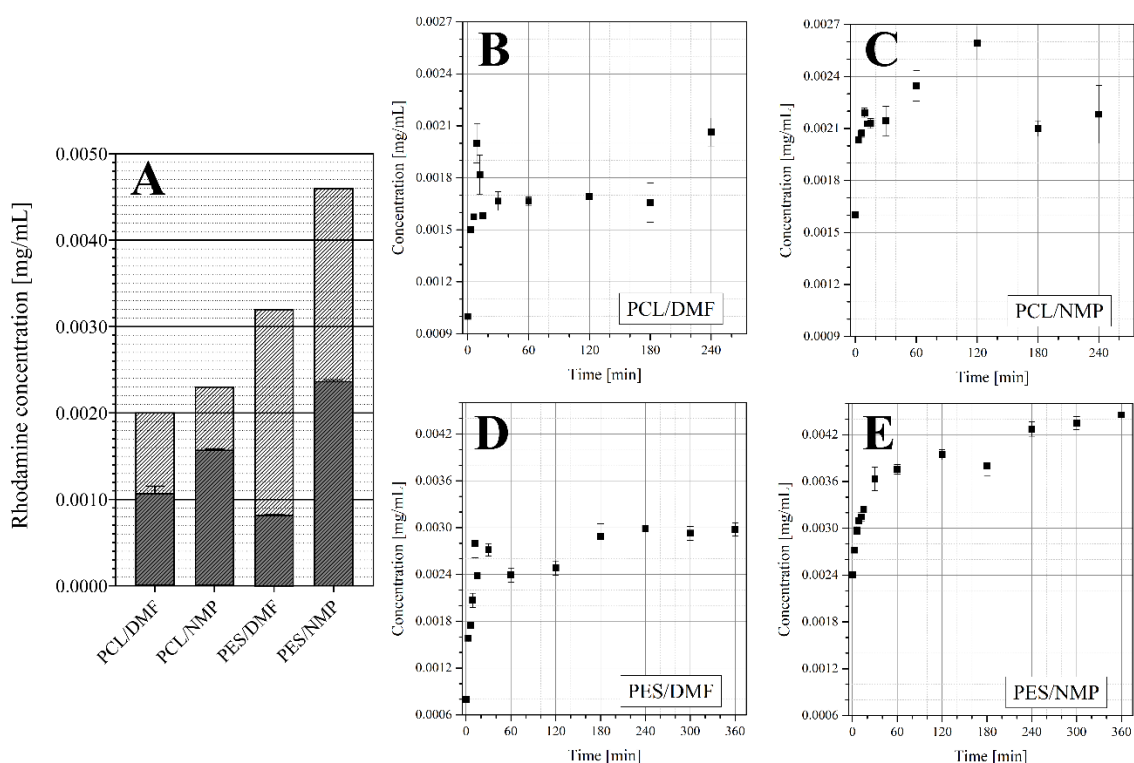 A
Rhodamine concentration [mg/mL]
0.0050
0.0040
0.0030
0.0020
0.0010
0.0000
PCL/DMF
PCL/NMP
PES/DMF
PES/NMP
B
Concentration [mg/mL]
0.0027
0.0024
0.0021
0.0018
0.0015
0.0012
0.0009
PCL/DMF
0 60 120 180 240
Time [min]
C
Concentration [mg/mL]
0.0027
0.0024
0.0021
0.0018
0.0015
0.0012
0.0009
PCL/NMP
0 60 120 180 240
Time [min]
D
Concentration [mg/mL]
0.0042
0.0036
0.0030
0.0024
0.0018
0.0012
0.0006
PES/DMF
0 60 120 180 240 300 360
Time [min]
E
Concentration [mg/mL]
0.0042
0.0036
0.0030
0.0024
0.0018
0.0012
0.0006
PES/NMP
0 60 120 180 240 300 360
Time [min]